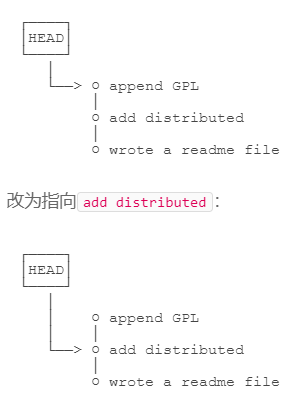 HEAD
append GPL
add distributed
wrote a readme file
改为指向add distributed：
HEAD
append GPL
add distributed
wrote a readme file